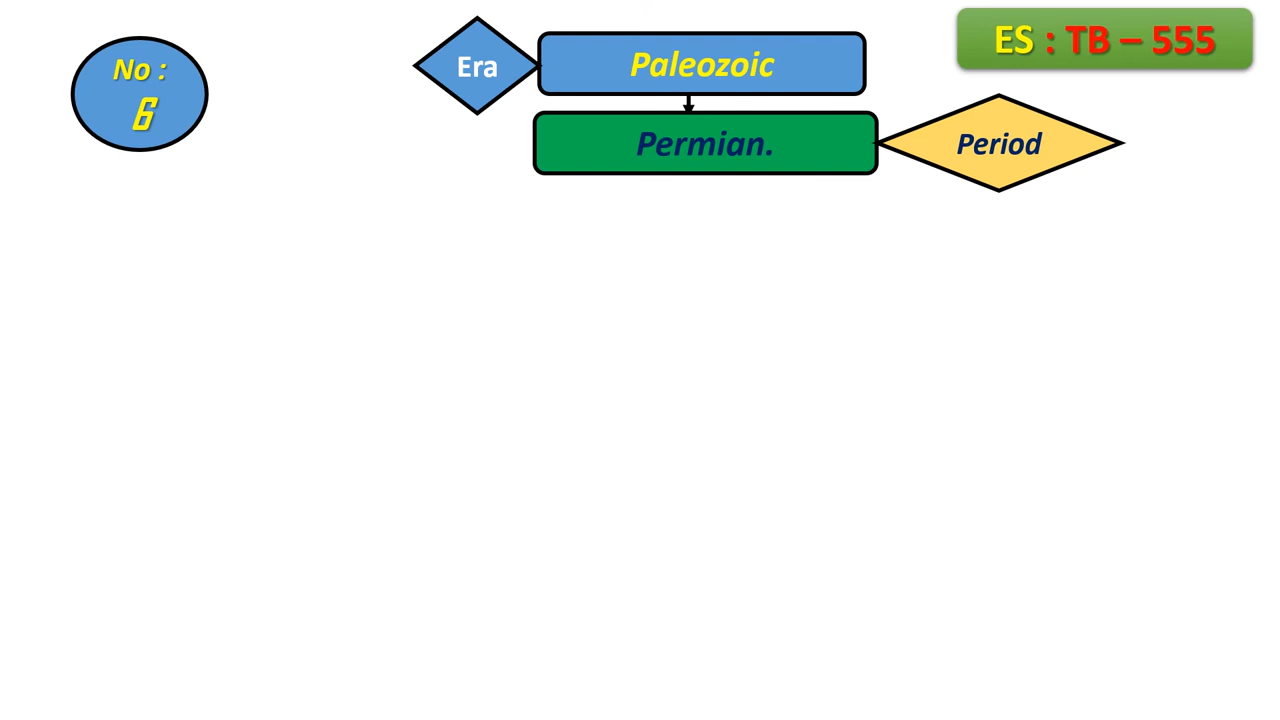 No :
6
Era
Paleozoic
ES : TB – 555
Permian.
Period